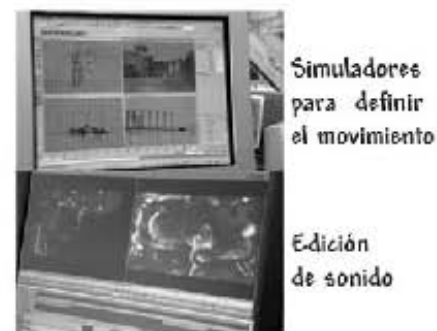 Simuladores
para definir
el movimiento
Edición
de sonido